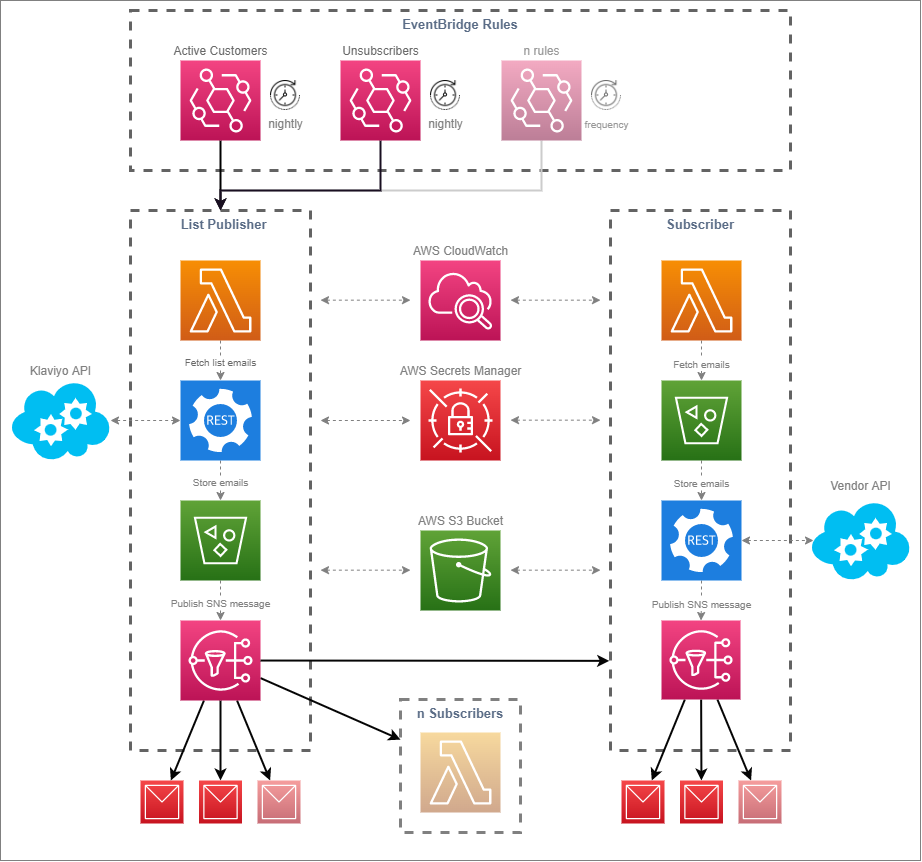 EventBridge Rules
Active Customers
Unsubscribers
n rules
nightly
nightly
frequency
List Publisher
Subscriber
AWS CloudWatch
Fetch list emails
Fetch emails
Klaviyo API
AWS Secrets Manager
REST
Store emails
Store emails
Vendor API
AWS S3 Bucket
REST
Publish SNS message
Publish SNS message
n Subscribers